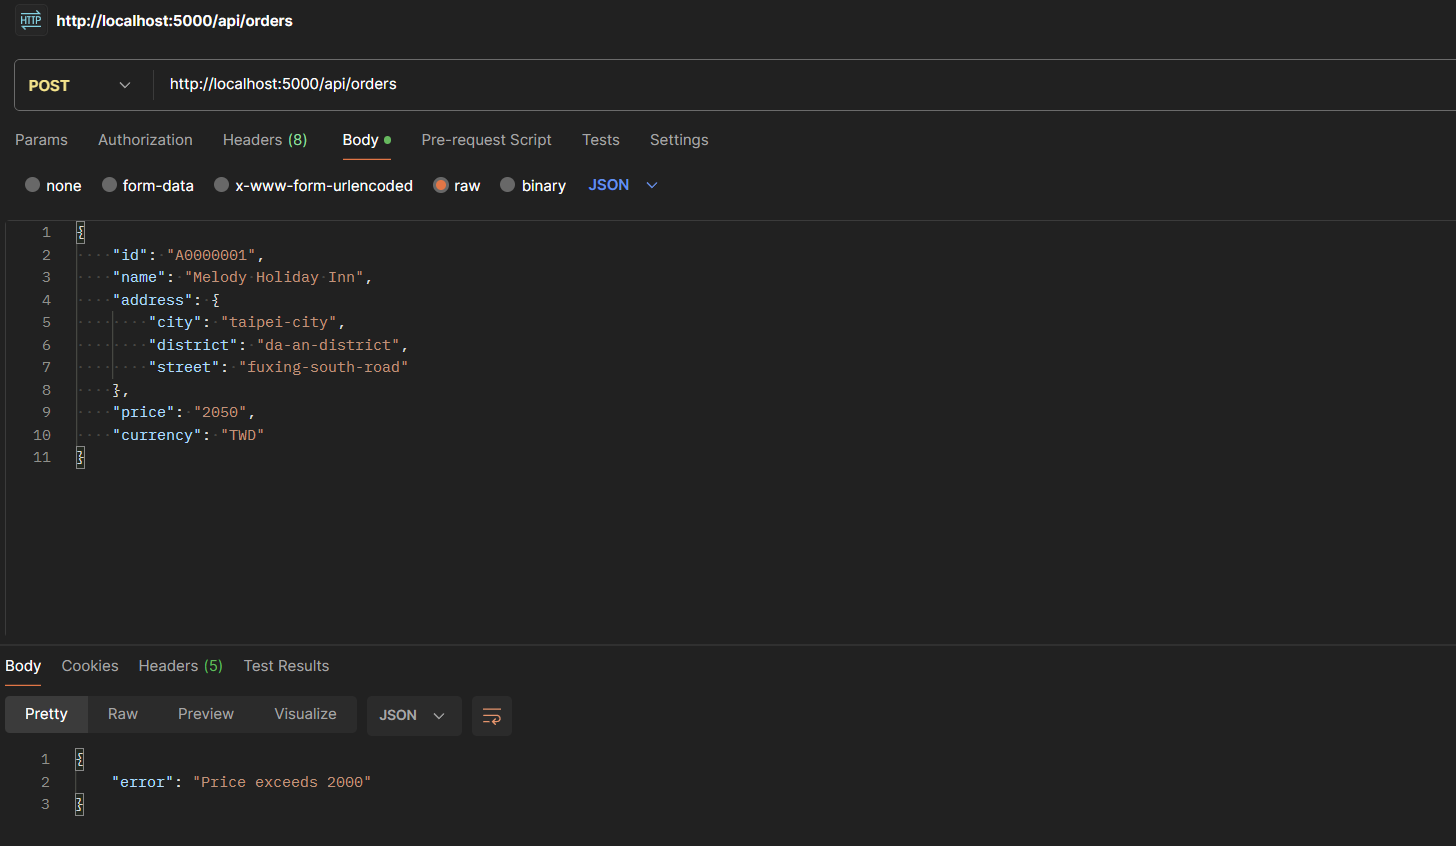 HTTP http://localhost:5000/api/orders
POST http://localhost:5000/api/orders
Params Authorization Headers (8) Body Pre-request Script Tests Settings
none form-data x-www-form-urlencoded raw binary JSON
1 {
2 "id": "A0000001",
3 "name": "Melody Holiday Inn",
4 "address": {
5 "city": "taipei-city",
6 "district": "da-an-district",
7 "street": "fuxing-south-road"
8 },
9 "price": "2050",
10 "currency": "TWD"
11 }
Body Cookies Headers (5) Test Results
Pretty Raw Preview Visualize JSON
1 {
2 "error": "Price exceeds 2000"
3 }